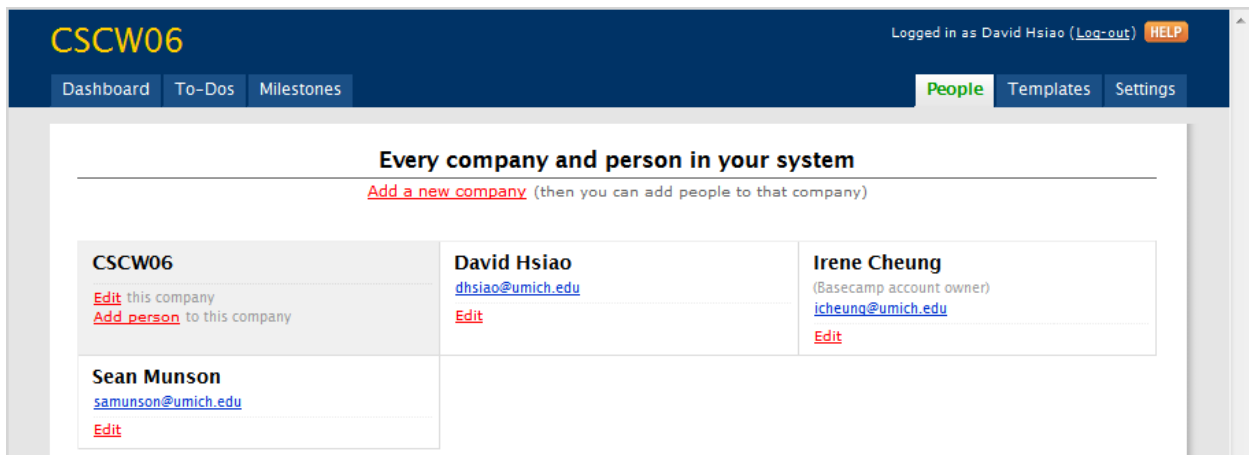 CSCW06
Logged in as David Hsiao (Log-out) HELP
Dashboard To-Dos Milestones People Templates Settings
Every company and person in your system
Add a new company (then you can add people to that company)
CSCW06
Edit this company
Add person to this company
David Hsiao
dhsiao@umich.edu
Edit
Irene Cheung
(Basecamp account owner)
icheung@umich.edu
Edit
Sean Munson
samunson@umich.edu
Edit